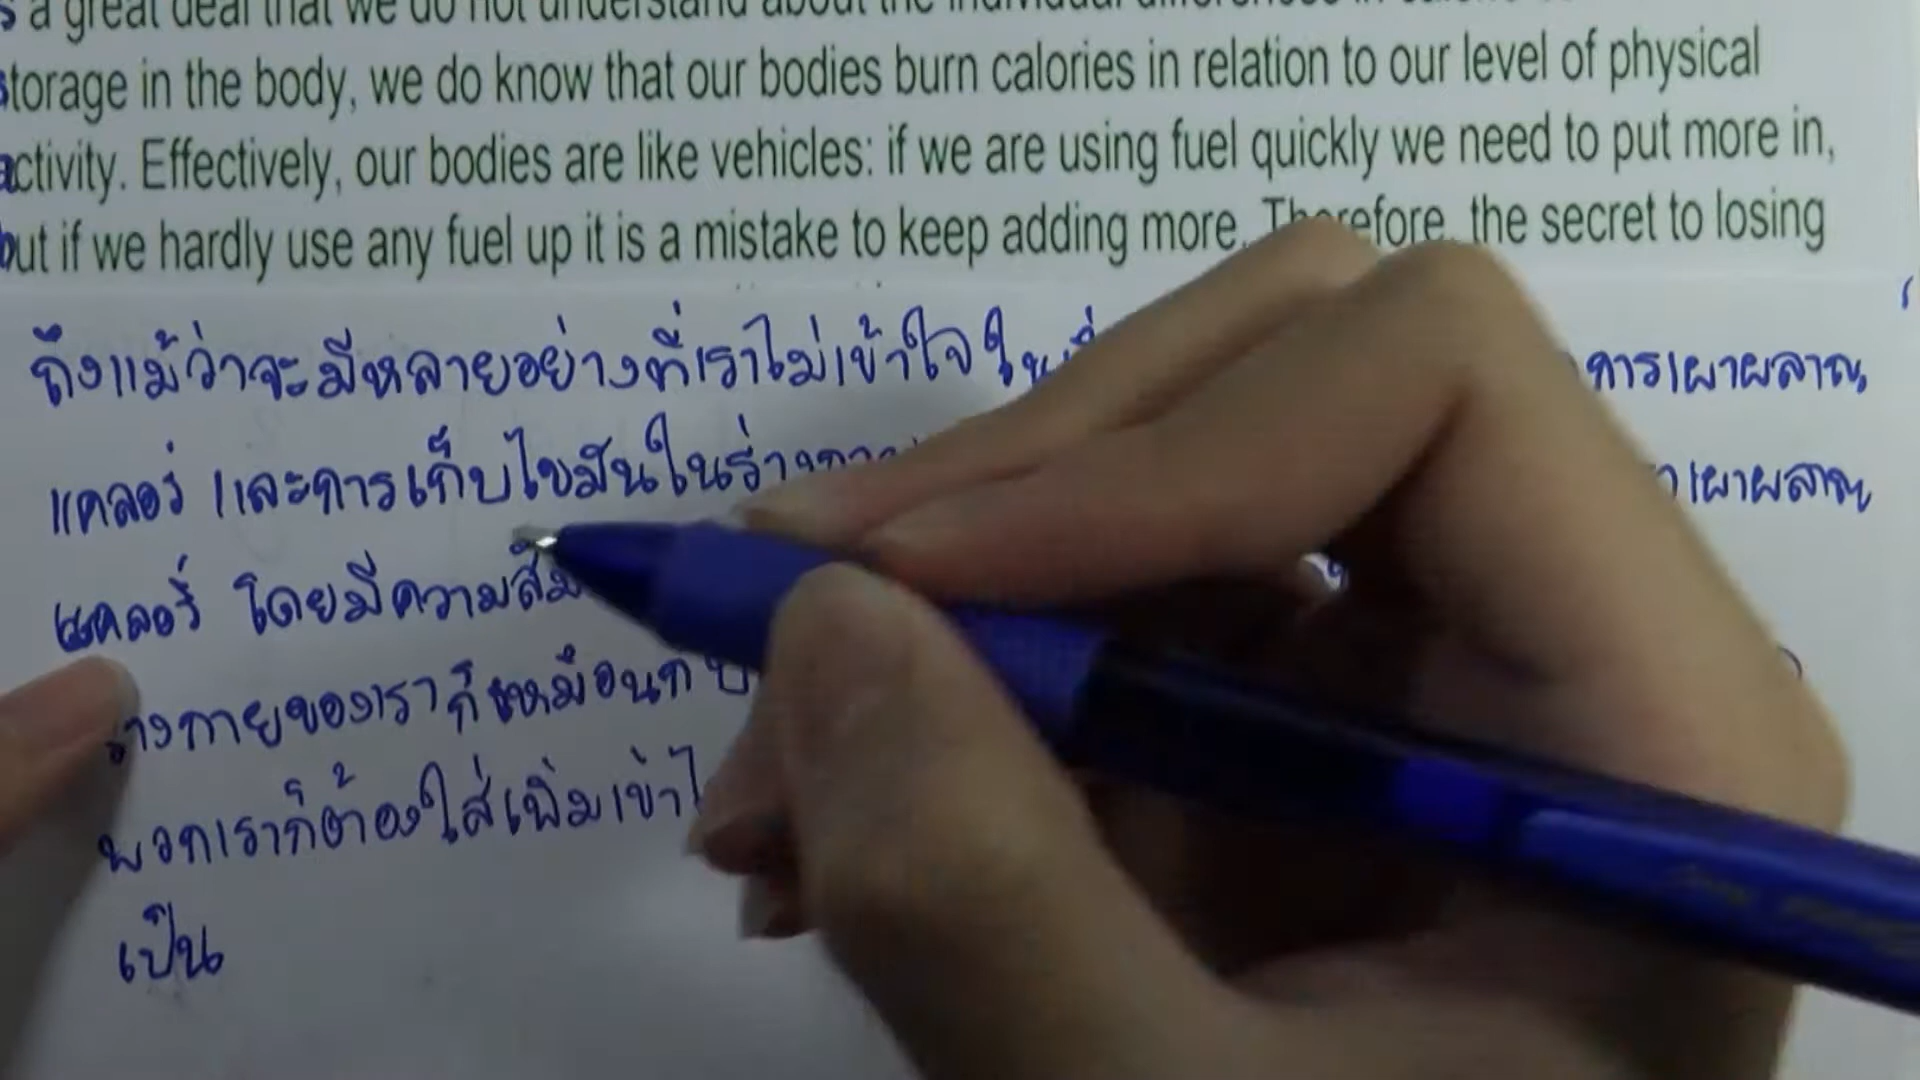 a great deal that we do not understand about the individual differences in
storage in the body, we do know that our bodies burn calories in relation to our level of physical
activity. Effectively, our bodies are like vehicles: if we are using fuel quickly we need to put more in,
but if we hardly use any fuel up it is a mistake to keep adding more. Therefore, the secret to losing
ถึงแม้ว่าจะมีหลายอย่างที่เราไม่เข้าใจ การเผาผลาญ
แคลอรี่ และการเก็บไขมันใน เผาผลาญ
แคลอรี่ โดยมีความ
ร่างกายของเราก็เหมือน
พวกเราก็ต้องใส่เพิ่มเข้า
เป็น